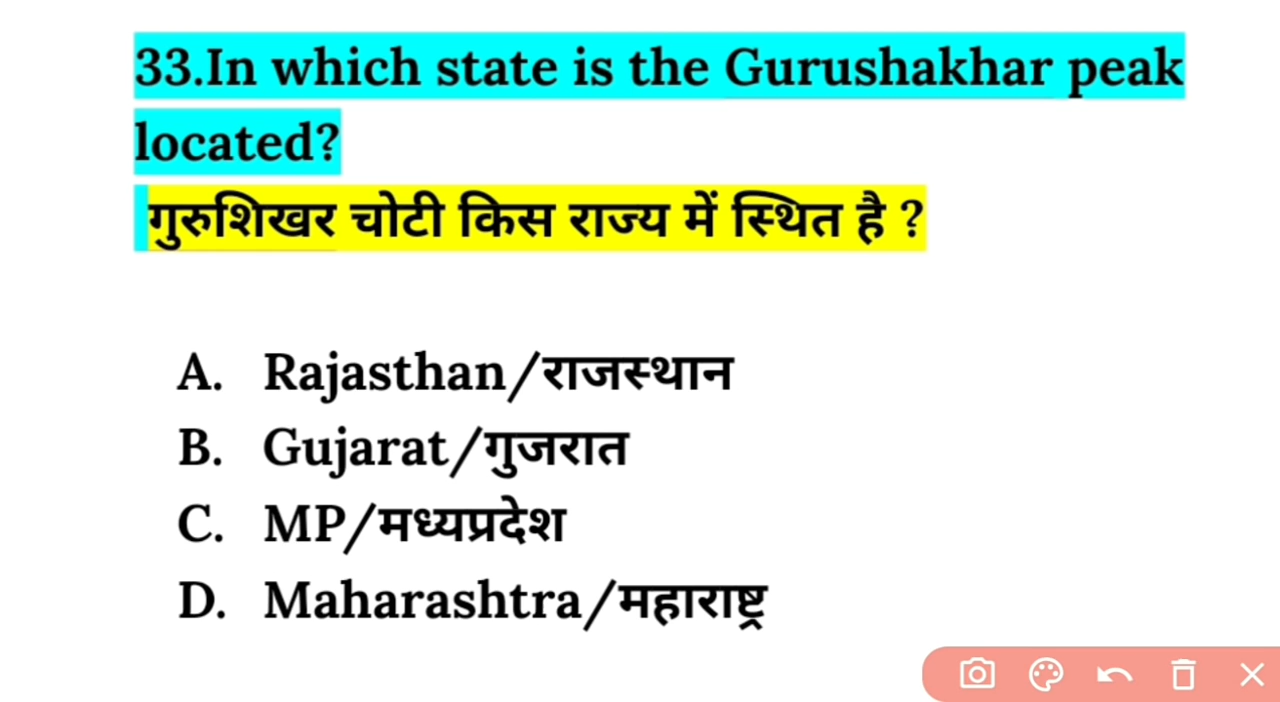 33.In which state is the Gurushakhar peak
located?
गुरुशिखर चोटी किस राज्य में स्थित है ?
A. Rajasthan/राजस्थान
B. Gujarat/गुजरात
C. MP/मध्यप्रदेश
D. Maharashtra/महाराष्ट्र